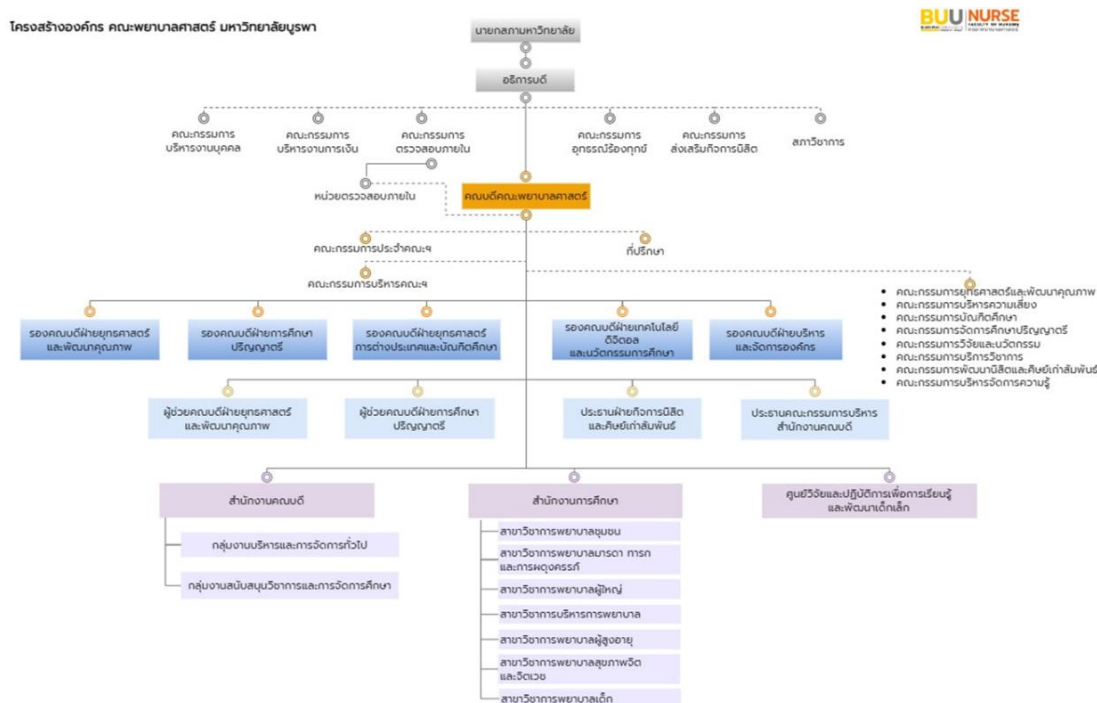 โครงสร้างองค์กร คณะพยาบาลศาสตร์ มหาวิทยาลัยบูรพา
BUU NURSE
FACULTY OF NURSING
นายกสภามหาวิทยาลัย
อธิการบดี
คณะกรรมการ
บริหารงานบุคคล
คณะกรรมการ
บริหารงานการเงิน
คณะกรรมการ
ตรวจสอบภายใน
คณะกรรมการ
อุทธรณ์ร้องทุกข์
คณะกรรมการ
ส่งเสริมกิจการนิสิต
สภาวิชาการ
หน่วยตรวจสอบภายใน
คณบดีคณะพยาบาลศาสตร์
คณะกรรมการประจำคณะฯ
ที่ปรึกษา
คณะกรรมการบริหารคณะฯ
คณะกรรมการยุทธศาสตร์และพัฒนาคุณภาพ
คณะกรรมการบริหารความเสี่ยง
คณะกรรมการบัณฑิตศึกษา
คณะกรรมการจัดการศึกษาปริญญาตรี
คณะกรรมการวิจัยและนวัตกรรม
คณะกรรมการบริการวิชาการ
คณะกรรมการพัฒนานิสิตและศิษย์เก่าสัมพันธ์
คณะกรรมการบริหารจัดการความรู้
รองคณบดีฝ่ายยุทธศาสตร์
และพัฒนาคุณภาพ
รองคณบดีฝ่ายการศึกษา
ปริญญาตรี
รองคณบดีฝ่ายยุทธศาสตร์
การต่างประเทศและบัณฑิตศึกษา
รองคณบดีฝ่ายเทคโนโลยี
ดิจิตอล
และนวัตกรรมการศึกษา
รองคณบดีฝ่ายบริหาร
และจัดการองค์กร
ผู้ช่วยคณบดีฝ่ายยุทธศาสตร์
และพัฒนาคุณภาพ
ผู้ช่วยคณบดีฝ่ายการศึกษา
ปริญญาตรี
ประธานฝ่ายกิจการนิสิต
และศิษย์เก่าสัมพันธ์
ประธานคณะกรรมการบริหาร
สำนักงานคณบดี
สำนักงานคณบดี
กลุ่มงานบริหารและการจัดการทั่วไป
กลุ่มงานสนับสนุนวิชาการและการจัดการศึกษา
สำนักงานการศึกษา
สาขาวิชาการพยาบาลชุมชน
สาขาวิชาการพยาบาลมารดา ทารก
และการผดุงครรภ์
สาขาวิชาการพยาบาลผู้ใหญ่
สาขาวิชาการบริหารการพยาบาล
สาขาวิชาการพยาบาลผู้สูงอายุ
สาขาวิชาการพยาบาลสุขภาพจิต
และจิตเวช
สาขาวิชาการพยาบาลเด็ก
ศูนย์วิจัยและปฏิบัติการเพื่อการเรียนรู้
และพัฒนาเด็กเล็ก